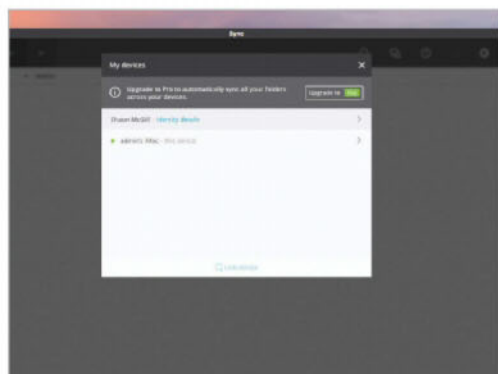 Sync
My devices
Upgrade to Pro to automatically sync all your folders
across your devices.
Upgrade to Pro
Shaun McGill - Identity details
admin's iMac - this device
Link device